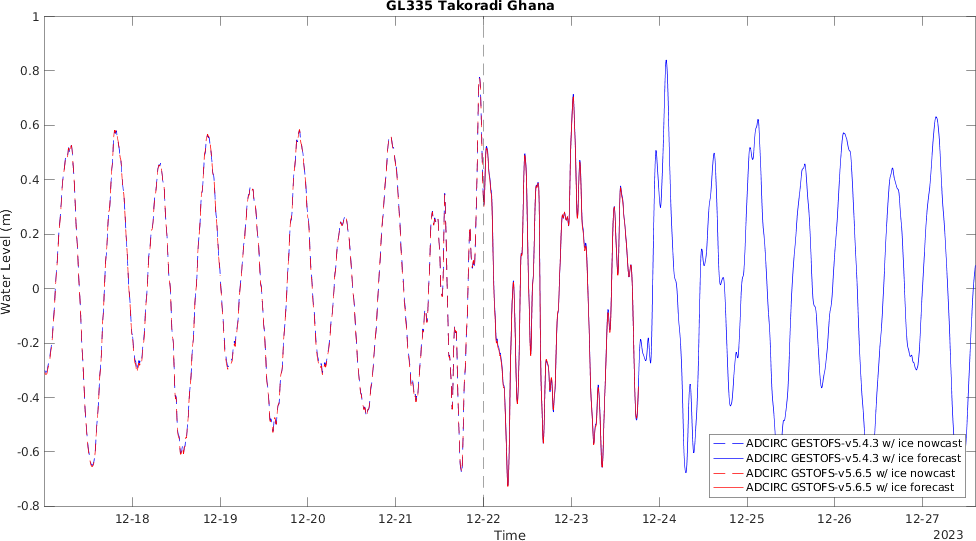 GL335 Takoradi Ghana
Water Level (m)
1
0.8
0.6
0.4
0.2
0
-0.2
-0.4
-0.6
-0.8
ADCIRC GESTOFS-v5.4.3 w/ ice nowcast
ADCIRC GESTOFS-v5.4.3 w/ ice forecast
ADCIRC GSTOFS-v5.6.5 w/ ice nowcast
ADCIRC GSTOFS-v5.6.5 w/ ice forecast
12-18 12-19 12-20 12-21 12-22 12-23 12-24 12-25 12-26 12-27
Time
2023